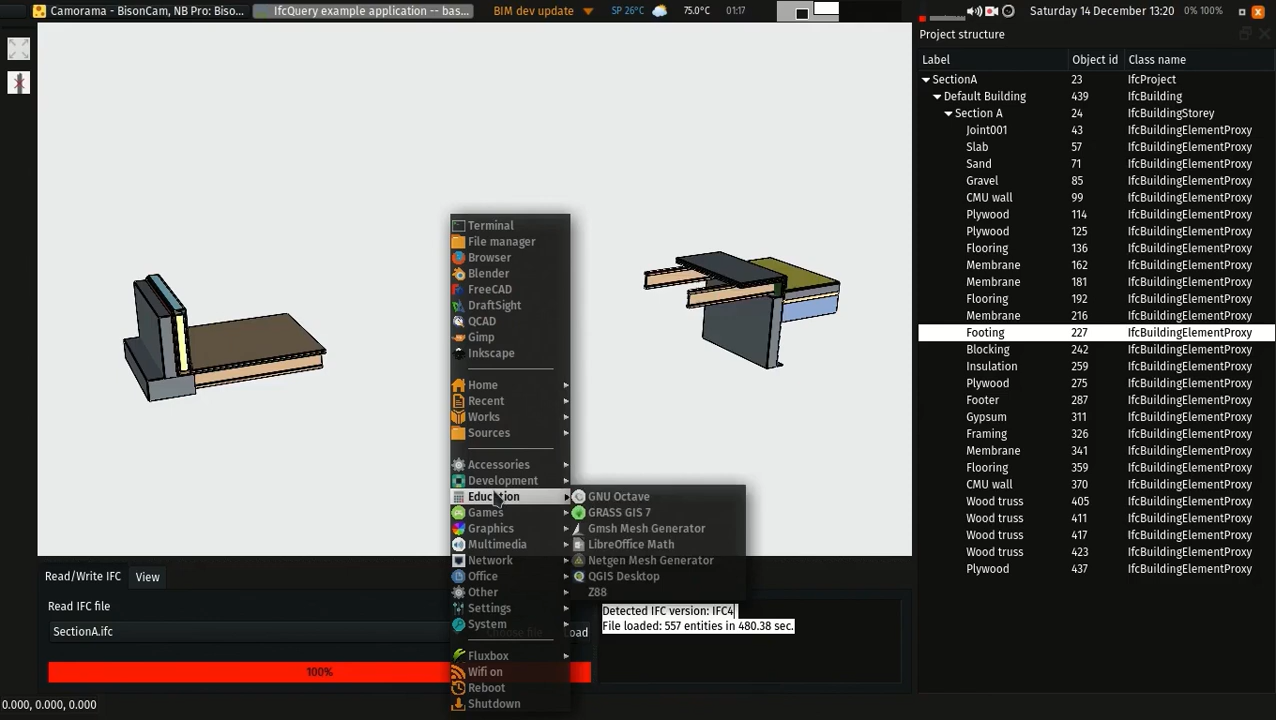 Camorama - BisonCam, NB Pro: Biso...
IfcQuery example application -- bas...
BIM dev update
SP 26°C
75.0°C
01:17
Saturday 14 December 13:20
0% 100%
Project structure
Label Object id Class name
SectionA 23 IfcProject
Default Building 439 IfcBuilding
Section A 24 IfcBuildingStorey
Joint001 43 IfcBuildingElementProxy
Slab 57 IfcBuildingElementProxy
Sand 71 IfcBuildingElementProxy
Gravel 85 IfcBuildingElementProxy
CMU wall 99 IfcBuildingElementProxy
Plywood 114 IfcBuildingElementProxy
Plywood 125 IfcBuildingElementProxy
Flooring 136 IfcBuildingElementProxy
Membrane 162 IfcBuildingElementProxy
Membrane 181 IfcBuildingElementProxy
Flooring 192 IfcBuildingElementProxy
Membrane 216 IfcBuildingElementProxy
Footing 227 IfcBuildingElementProxy
Blocking 242 IfcBuildingElementProxy
Insulation 259 IfcBuildingElementProxy
Plywood 275 IfcBuildingElementProxy
Footer 287 IfcBuildingElementProxy
Gypsum 311 IfcBuildingElementProxy
Framing 326 IfcBuildingElementProxy
Membrane 341 IfcBuildingElementProxy
Flooring 359 IfcBuildingElementProxy
CMU wall 370 IfcBuildingElementProxy
Wood truss 405 IfcBuildingElementProxy
Wood truss 411 IfcBuildingElementProxy
Wood truss 417 IfcBuildingElementProxy
Wood truss 423 IfcBuildingElementProxy
Plywood 437 IfcBuildingElementProxy
Terminal
File manager
Browser
Blender
FreeCAD
DraftSight
QCAD
Gimp
Inkscape
Home
Recent
Works
Sources
Accessories
Development
Education
Games
Graphics
Multimedia
Network
Office
Other
Settings
System
Fluxbox
Wifi on
Reboot
Shutdown
GNU Octave
GRASS GIS 7
Gmsh Mesh Generator
LibreOffice Math
Netgen Mesh Generator
QGIS Desktop
Z88
Read/Write IFC
View
Read IFC file
SectionA.ifc
Choose file
Load
100%
Detected IFC version: IFC4
File loaded: 557 entities in 480.38 sec.
0.000, 0.000, 0.000